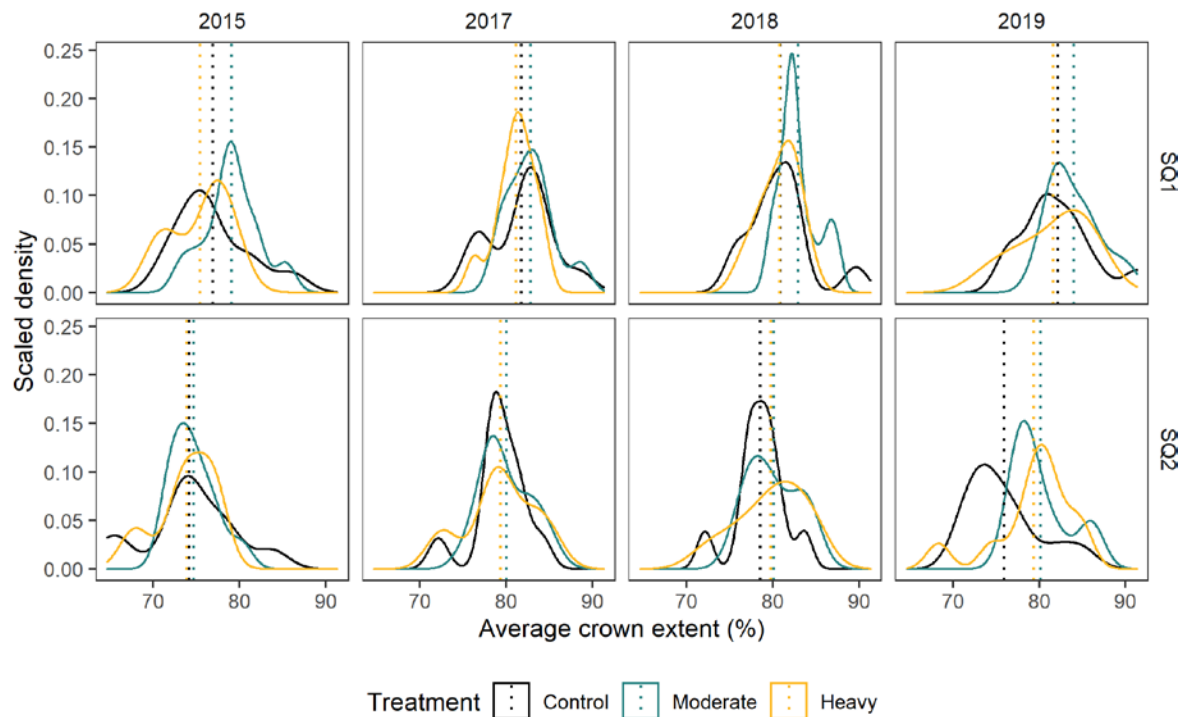 2015 2017 2018 2019
0.25
0.20
0.15
0.10
0.05
0.00
SQ1
Scaled density
0.25
0.20
0.15
0.10
0.05
0.00
SQ2
70 80 90 70 80 90 70 80 90 70 80 90
Average crown extent (%)
Treatment Control Moderate Heavy